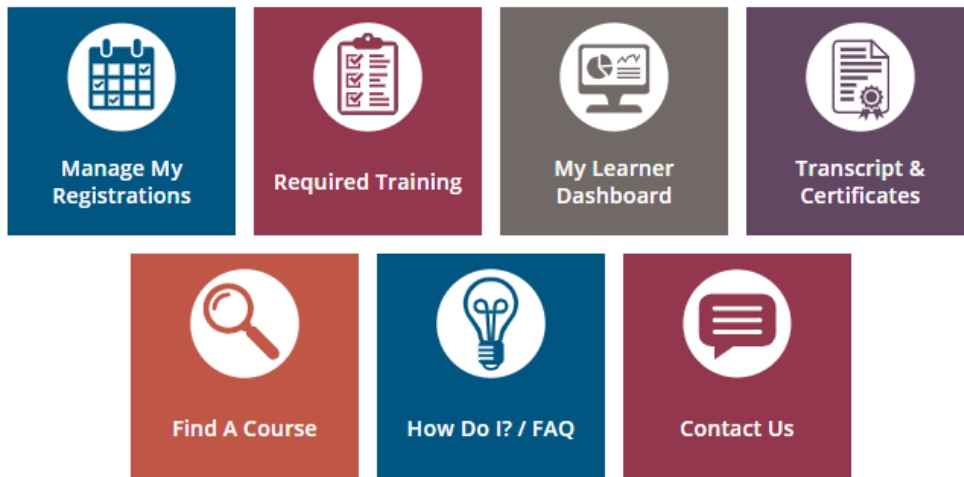 Manage My
Registrations
Required Training
My Learner
Dashboard
Transcript &
Certificates
Find A Course
How Do I? / FAQ
Contact Us